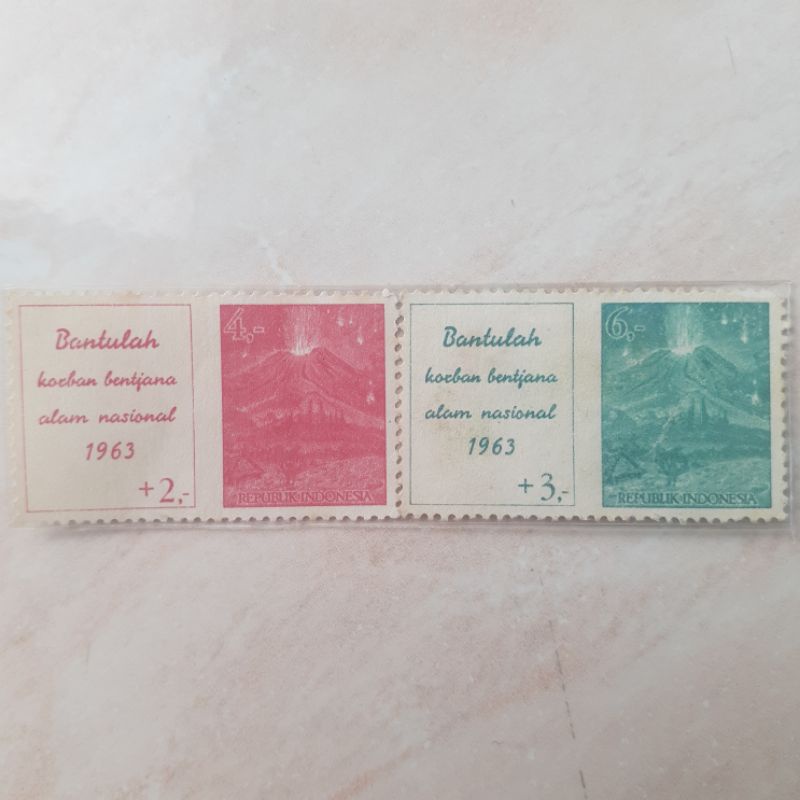 Bantulah
korban bentjana
alam nasional
1963
+2,-
4,-
REPUBLIK INDONESIA
Bantulah
korban bentjana
alam nasional
1963
+3,-
6,-
REPUBLIK INDONESIA